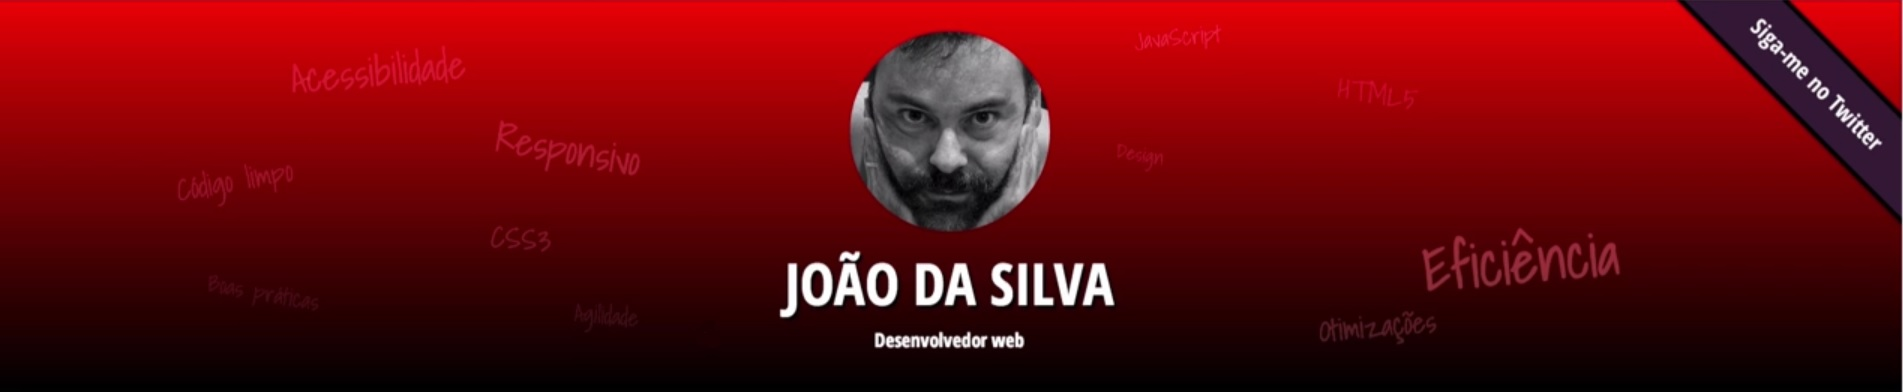 JavaScript
Siga-me no Twitter
Acessibilidade
HTML5
Responsivo
Design
Código limpo
CSS3
Eficiência
JOÃO DA SILVA
Boas práticas
Agilidade
Otimizações
Desenvolvedor web